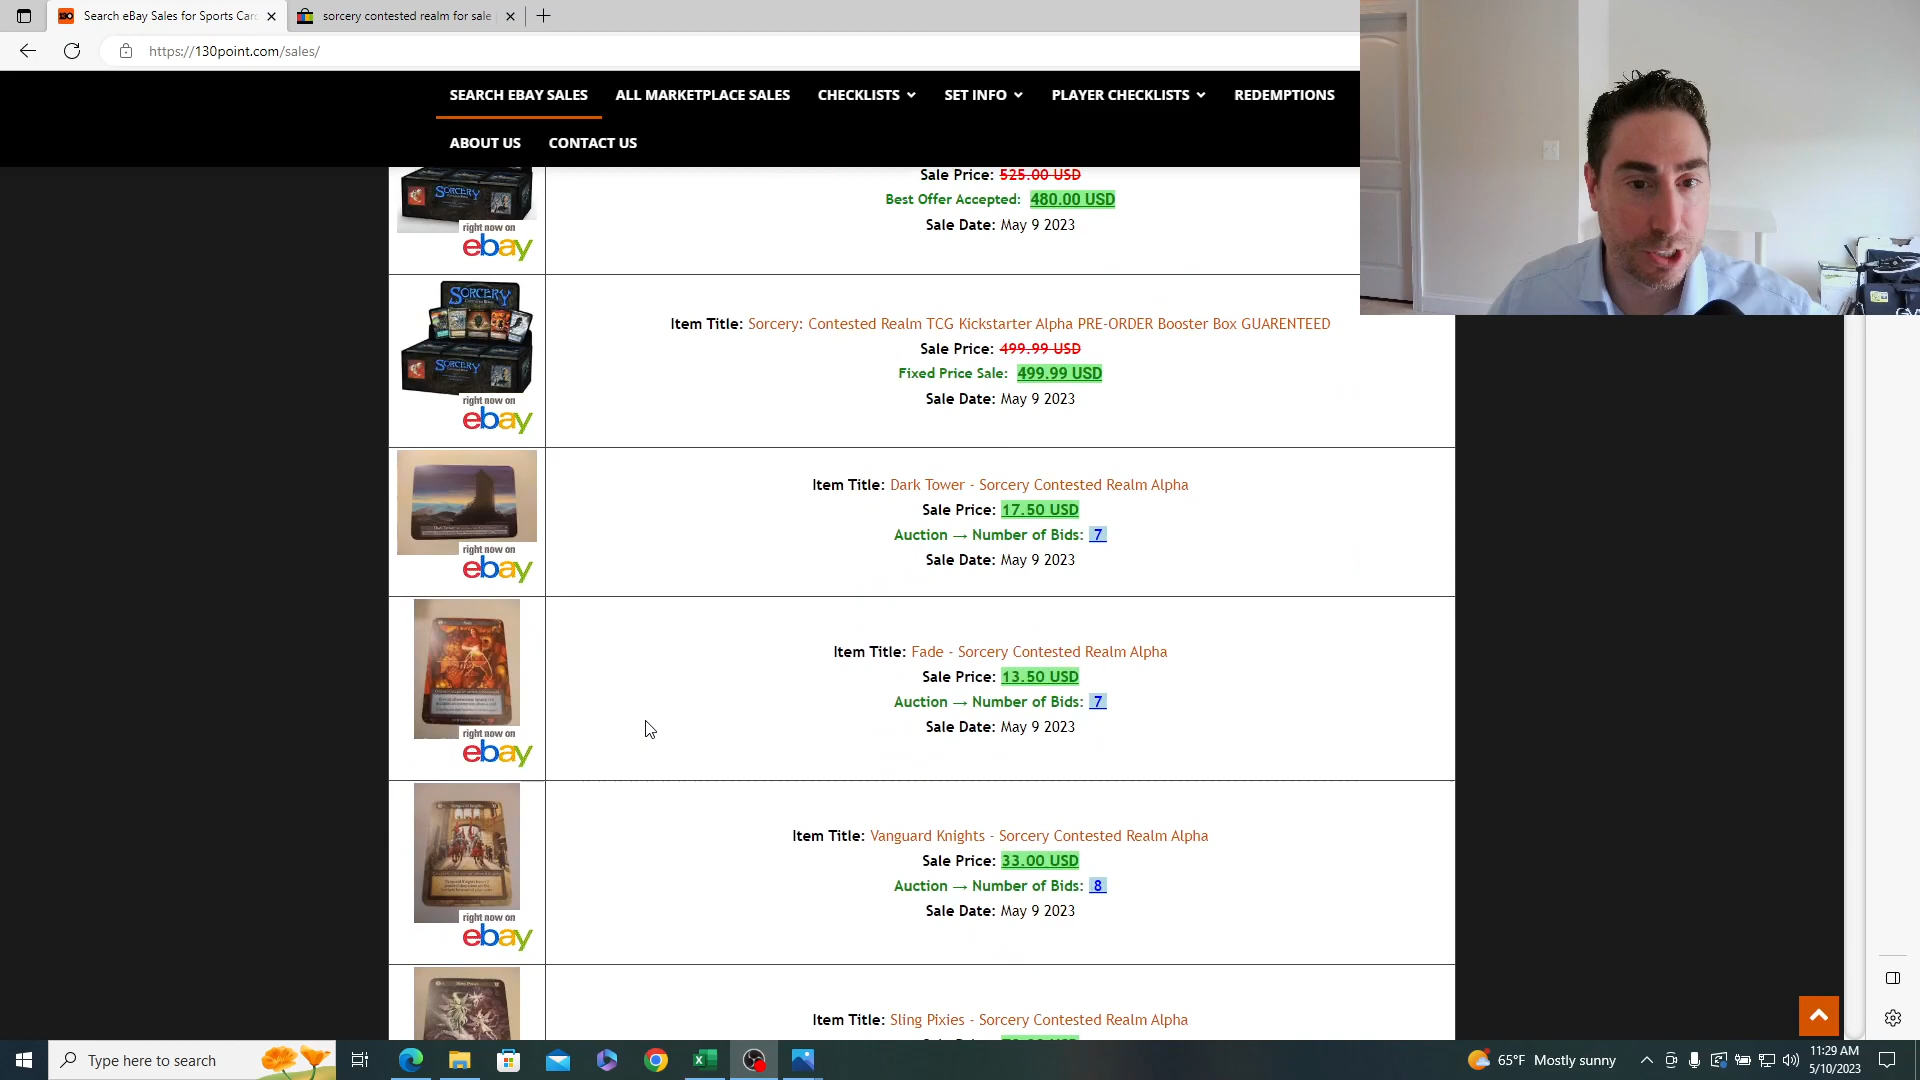 Search eBay Sales for Sports Car
sorcery contested realm for sale
https://130point.com/sales/
SEARCH EBAY SALES
ALL MARKETPLACE SALES
CHECKLISTS
SET INFO
PLAYER CHECKLISTS
REDEMPTIONS
ABOUT US
CONTACT US
SORCERY
right now on
ebay
Sale Price: 525.00 USD
Best Offer Accepted: 480.00 USD
Sale Date: May 9 2023
SORCERY
SORCERY
right now on
ebay
Item Title: Sorcery: Contested Realm TCG Kickstarter Alpha PRE-ORDER Booster Box GUARENTEED
Sale Price: 499.99 USD
Fixed Price Sale: 499.99 USD
Sale Date: May 9 2023
right now on
ebay
Item Title: Dark Tower - Sorcery Contested Realm Alpha
Sale Price: 17.50 USD
Auction → Number of Bids: 7
Sale Date: May 9 2023
right now on
ebay
Item Title: Fade - Sorcery Contested Realm Alpha
Sale Price: 13.50 USD
Auction → Number of Bids: 7
Sale Date: May 9 2023
right now on
ebay
Item Title: Vanguard Knights - Sorcery Contested Realm Alpha
Sale Price: 33.00 USD
Auction → Number of Bids: 8
Sale Date: May 9 2023
Item Title: Sling Pixies - Sorcery Contested Realm Alpha
Type here to search
65°F Mostly sunny
11:29 AM
5/10/2023